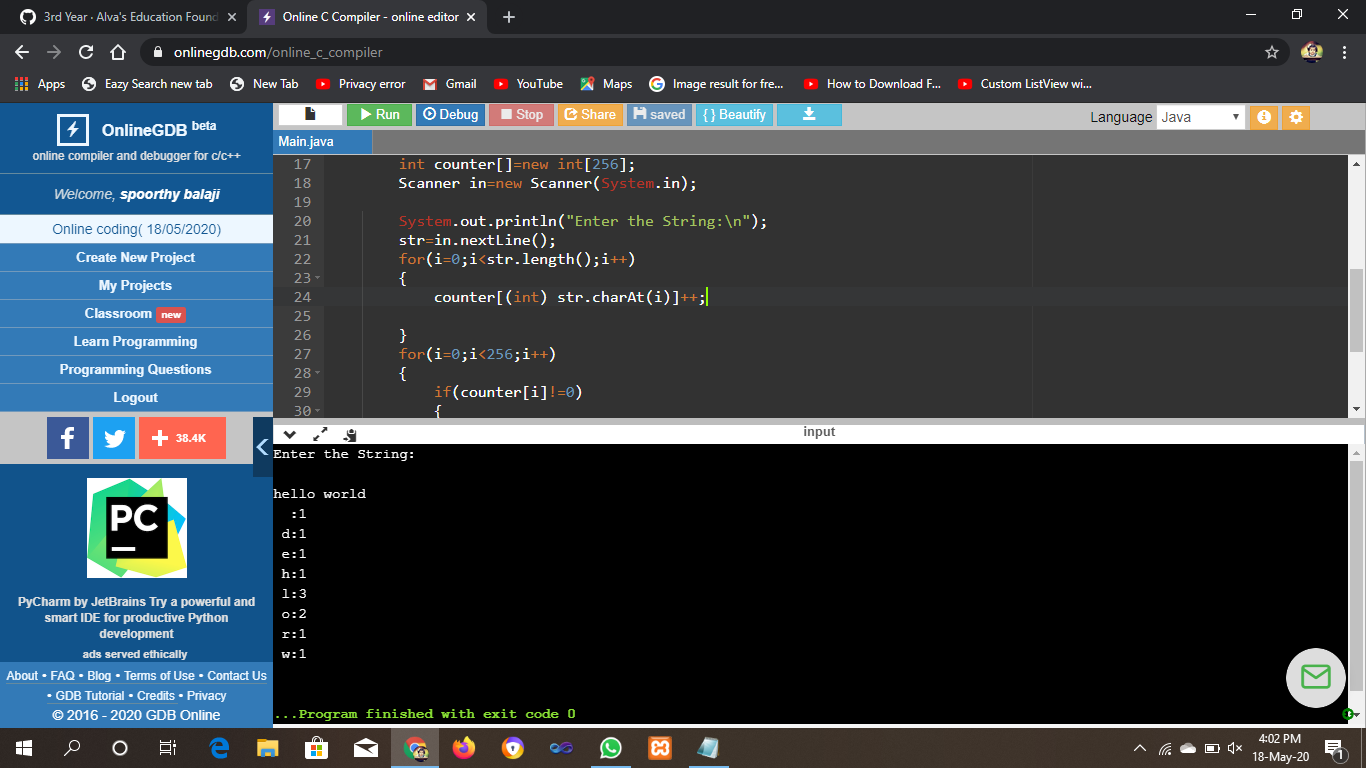 3rd Year · Alva's Education Found
Online C Compiler - online editor
onlinegdb.com/online_c_compiler
Apps
Eazy Search new tab
New Tab
Privacy error
Gmail
YouTube
Maps
Image result for fre...
How to Download F...
Custom ListView wi...
OnlineGDB beta
online compiler and debugger for c/c++
Welcome, spoorthy balaji
Online coding( 18/05/2020)
Create New Project
My Projects
Classroom new
Learn Programming
Programming Questions
Logout
38.4K
PC
PyCharm by JetBrains Try a powerful and
smart IDE for productive Python
development
ads served ethically
About • FAQ • Blog • Terms of Use • Contact Us
• GDB Tutorial • Credits • Privacy
© 2016 - 2020 GDB Online
Run Debug Stop Share saved {} Beautify
Language Java
Main.java
17 int counter[]=new int[256];
18 Scanner in=new Scanner(System.in);
19
20 System.out.println("Enter the String:\n");
21 str=in.nextLine();
22 for(i=0;i<str.length();i++)
23 {
24 counter[(int) str.charAt(i)]++;
25
26 }
27 for(i=0;i<256;i++)
28 {
29 if(counter[i]!=0)
30 {
input
Enter the String:
hello world
:1
d:1
e:1
h:1
l:3
o:2
r:1
w:1
...Program finished with exit code 0
4:02 PM
18-May-20
1